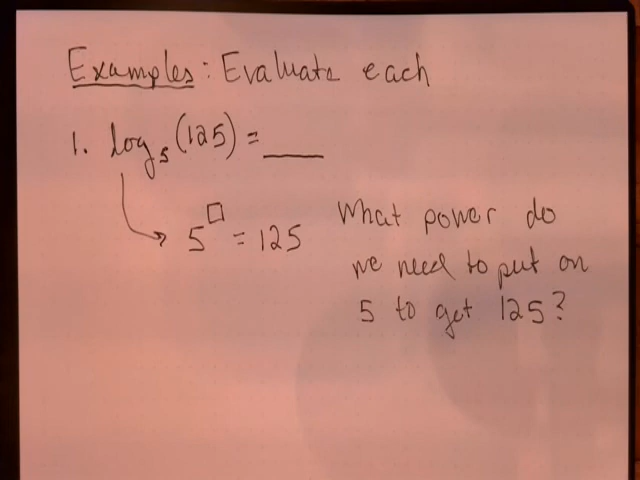 Examples: Evaluate each
1. log₅(125) = ___
5^□ = 125
What power do
we need to put on
5 to get 125?